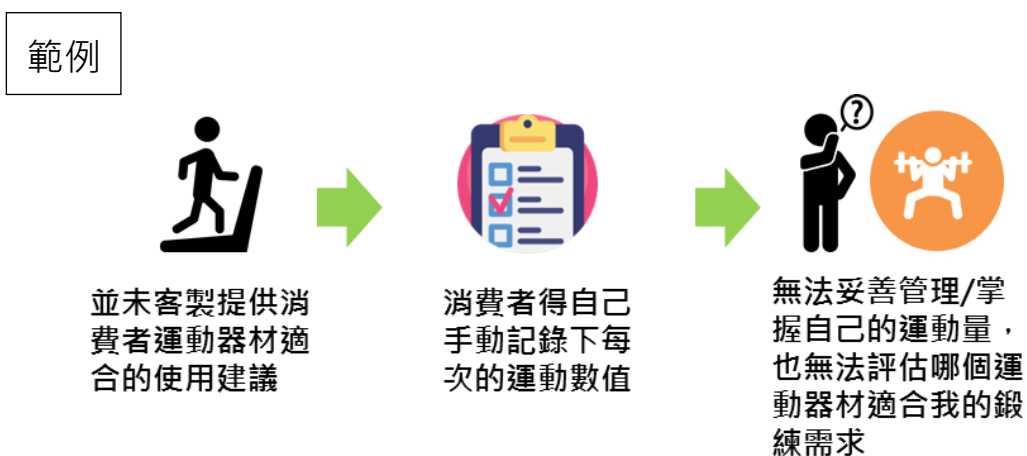 範例
並未客製提供消
費者運動器材適
合的使用建議
消費者得自己
手動記錄下每
次的運動數值
?
無法妥善管理/掌
握自己的運動量，
也無法評估哪個運
動器材適合我的鍛
練需求